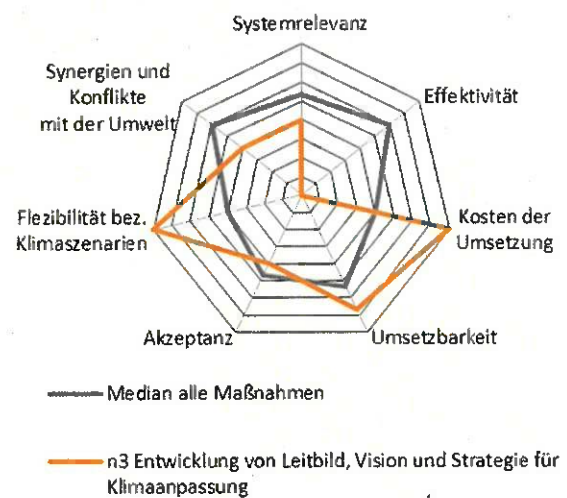 Systemrelevanz
Synergien und
Konflikte
mit der Umwelt
Effektivität
Flezibilität bez.
Klimaszenarien
Kosten der
Umsetzung
Akzeptanz
Umsetzbarkeit
Median alle Maßnahmen
n3 Entwicklung von Leitbild, Vision und Strategie für
Klimaanpassung